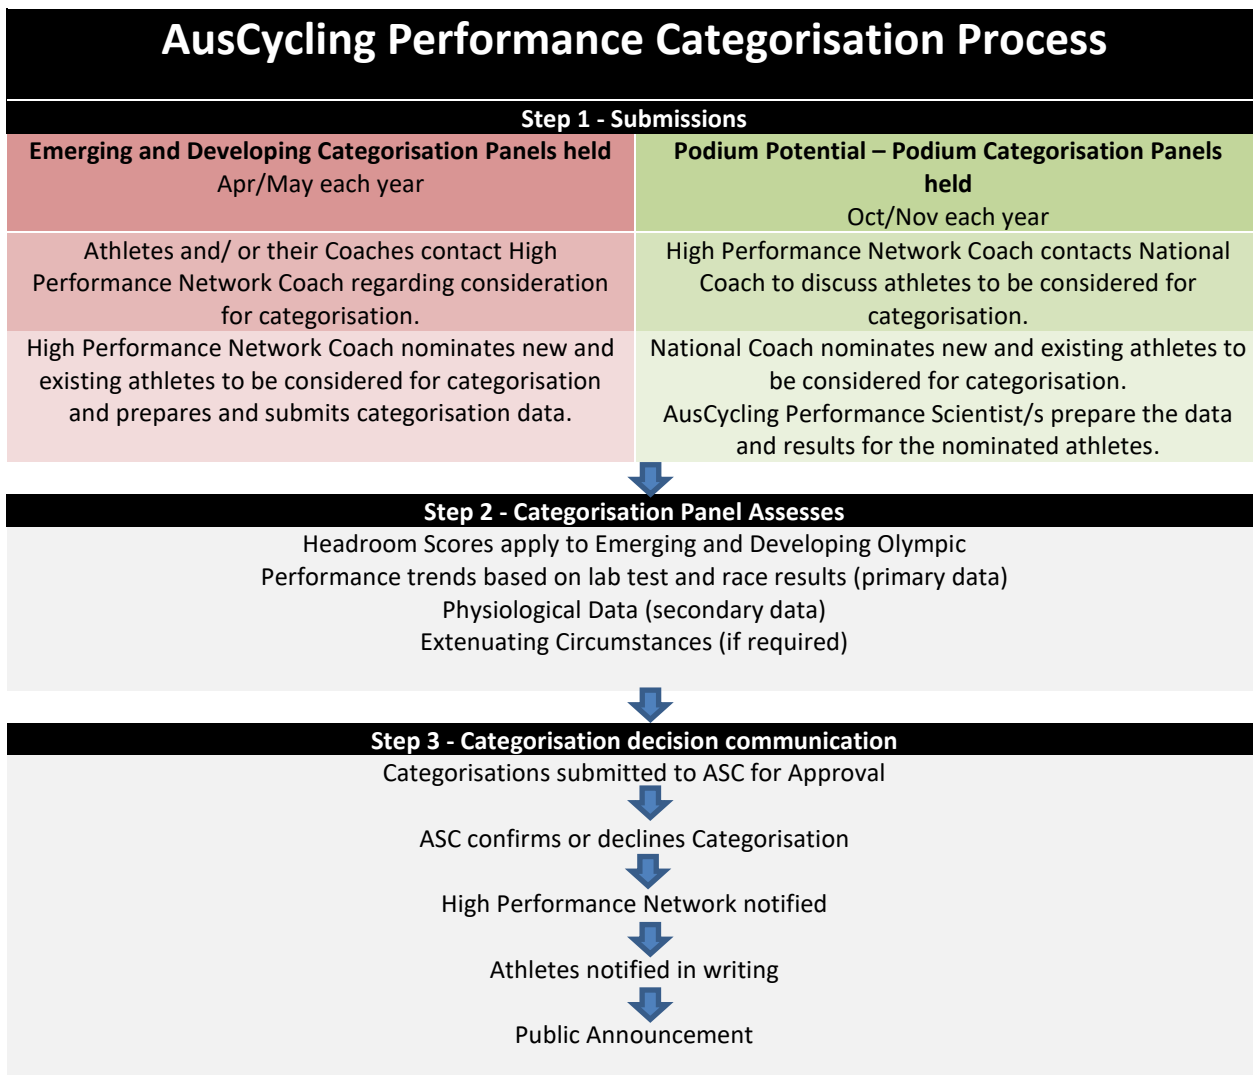 AusCycling Performance Categorisation Process
Step 1 - Submissions
Emerging and Developing Categorisation Panels held
Apr/May each year
Podium Potential – Podium Categorisation Panels
held
Oct/Nov each year
Athletes and/ or their Coaches contact High
Performance Network Coach regarding consideration
for categorisation.
High Performance Network Coach contacts National
Coach to discuss athletes to be considered for
categorisation.
High Performance Network Coach nominates new and
existing athletes to be considered for categorisation
and prepares and submits categorisation data.
National Coach nominates new and existing athletes to
be considered for categorisation.
AusCycling Performance Scientist/s prepare the data
and results for the nominated athletes.
Step 2 - Categorisation Panel Assesses
Headroom Scores apply to Emerging and Developing Olympic
Performance trends based on lab test and race results (primary data)
Physiological Data (secondary data)
Extenuating Circumstances (if required)
Step 3 - Categorisation decision communication
Categorisations submitted to ASC for Approval
ASC confirms or declines Categorisation
High Performance Network notified
Athletes notified in writing
Public Announcement